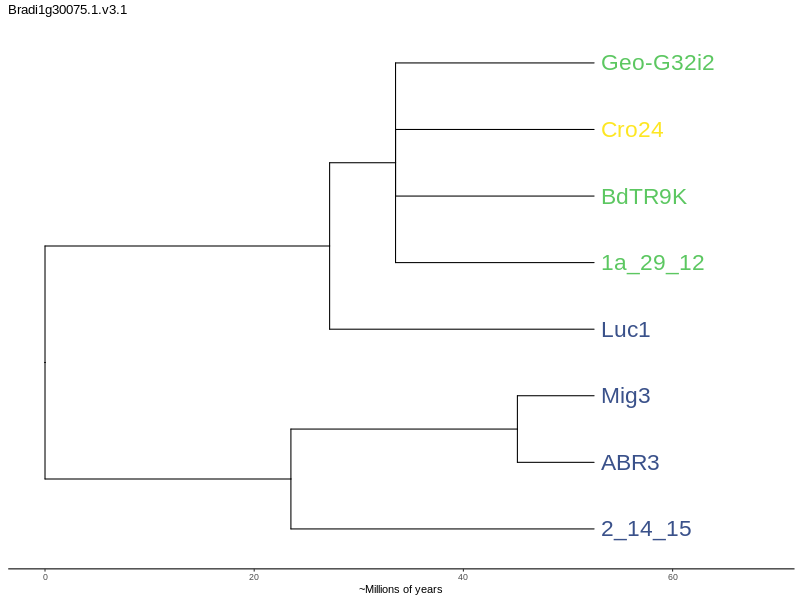 Bradi1g30075.1.v3.1
Geo-G32i2
Cro24
BdTR9K
1a_29_12
Luc1
Mig3
ABR3
2_14_15
0 20 40 60
~Millions of years